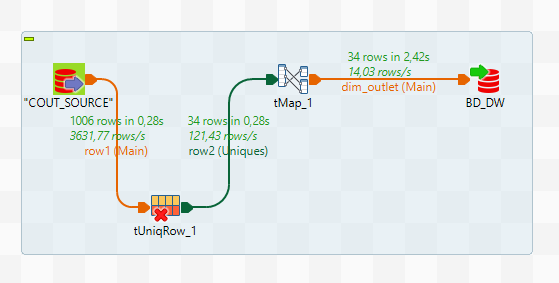 34 rows in 2,42s
14,03 rows/s
dim_outlet (Main)
"COUT_SOURCE"
tMap_1
BD_DW
1006 rows in 0,28s
3631,77 rows/s
row1 (Main)
34 rows in 0,28s
121,43 rows/s
row2 (Uniques)
tUniqRow_1